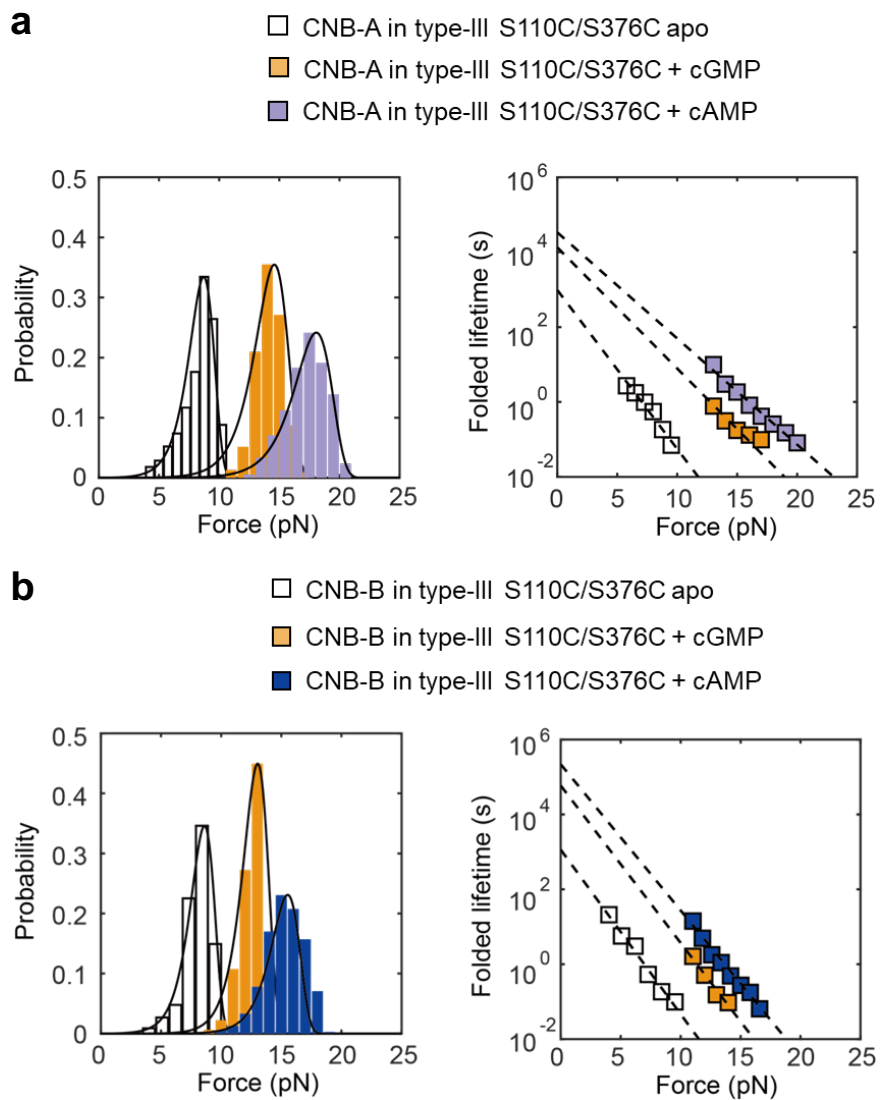 a
CNB-A in type-III S110C/S376C apo
CNB-A in type-III S110C/S376C + cGMP
CNB-A in type-III S110C/S376C + cAMP
Probability
0.5
0.4
0.3
0.2
0.1
0
0 5 10 15 20 25
Force (pN)
Folded lifetime (s)
10^6
10^4
10^2
10^0
10^-2
0 5 10 15 20 25
Force (pN)
b
CNB-B in type-III S110C/S376C apo
CNB-B in type-III S110C/S376C + cGMP
CNB-B in type-III S110C/S376C + cAMP
Probability
0.5
0.4
0.3
0.2
0.1
0
0 5 10 15 20 25
Force (pN)
Folded lifetime (s)
10^6
10^4
10^2
10^0
10^-2
0 5 10 15 20 25
Force (pN)